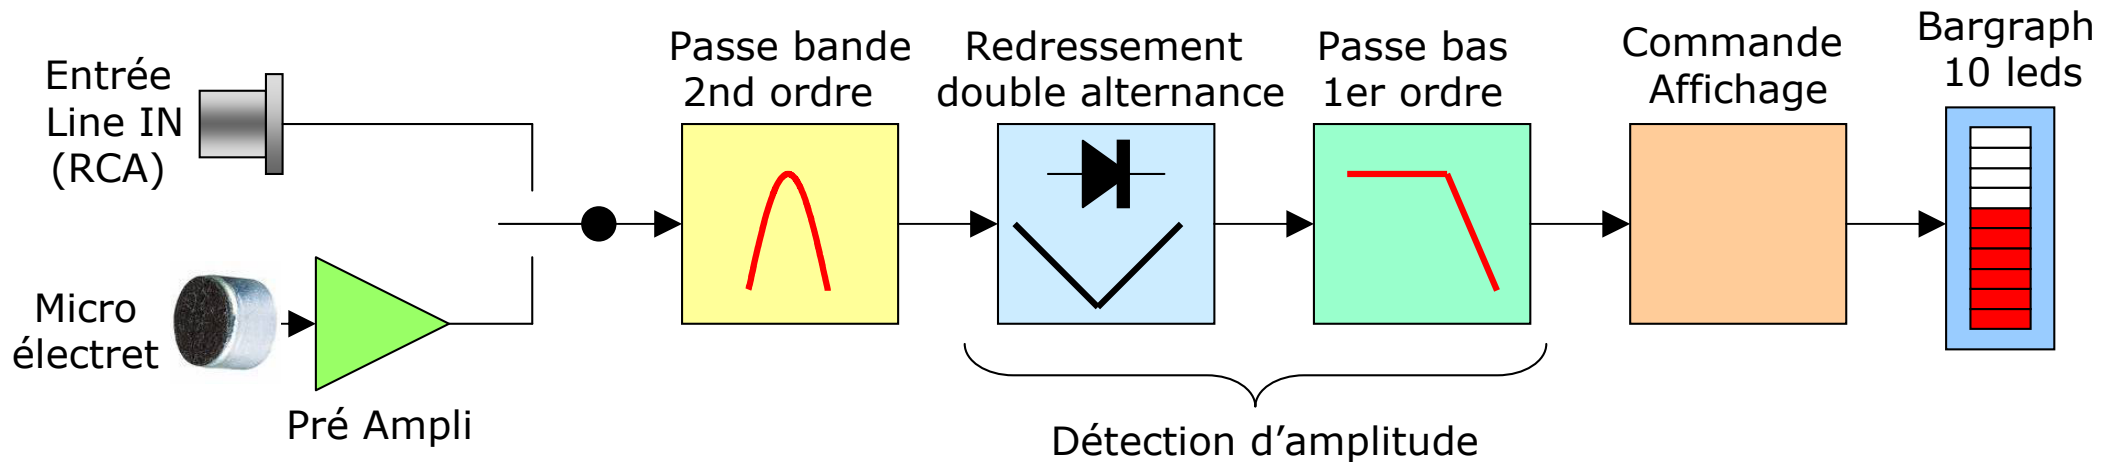 Entrée
Line IN
(RCA)
Micro
électret
Pré Ampli
Passe bande
2nd ordre
Redressement
double alternance
Passe bas
1er ordre
Détection d’amplitude
Commande
Affichage
Bargraph
10 leds